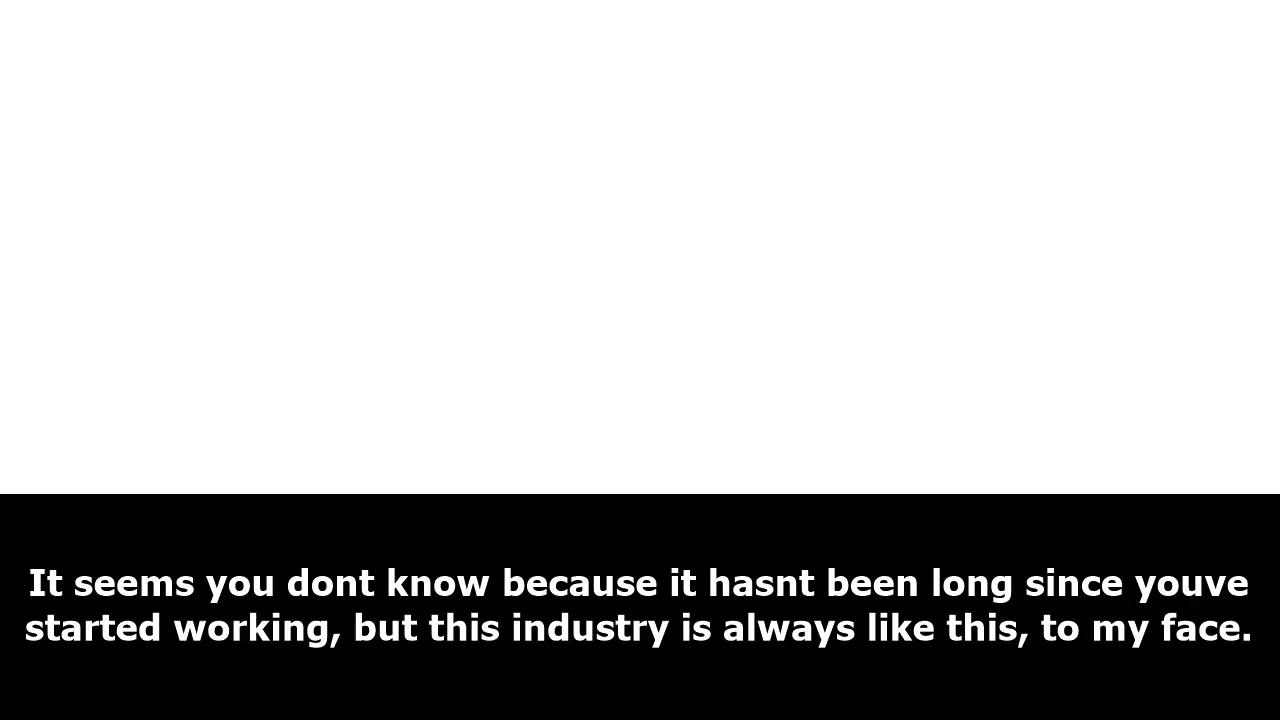 It seems you dont know because it hasnt been long since youve
started working, but this industry is always like this, to my face.